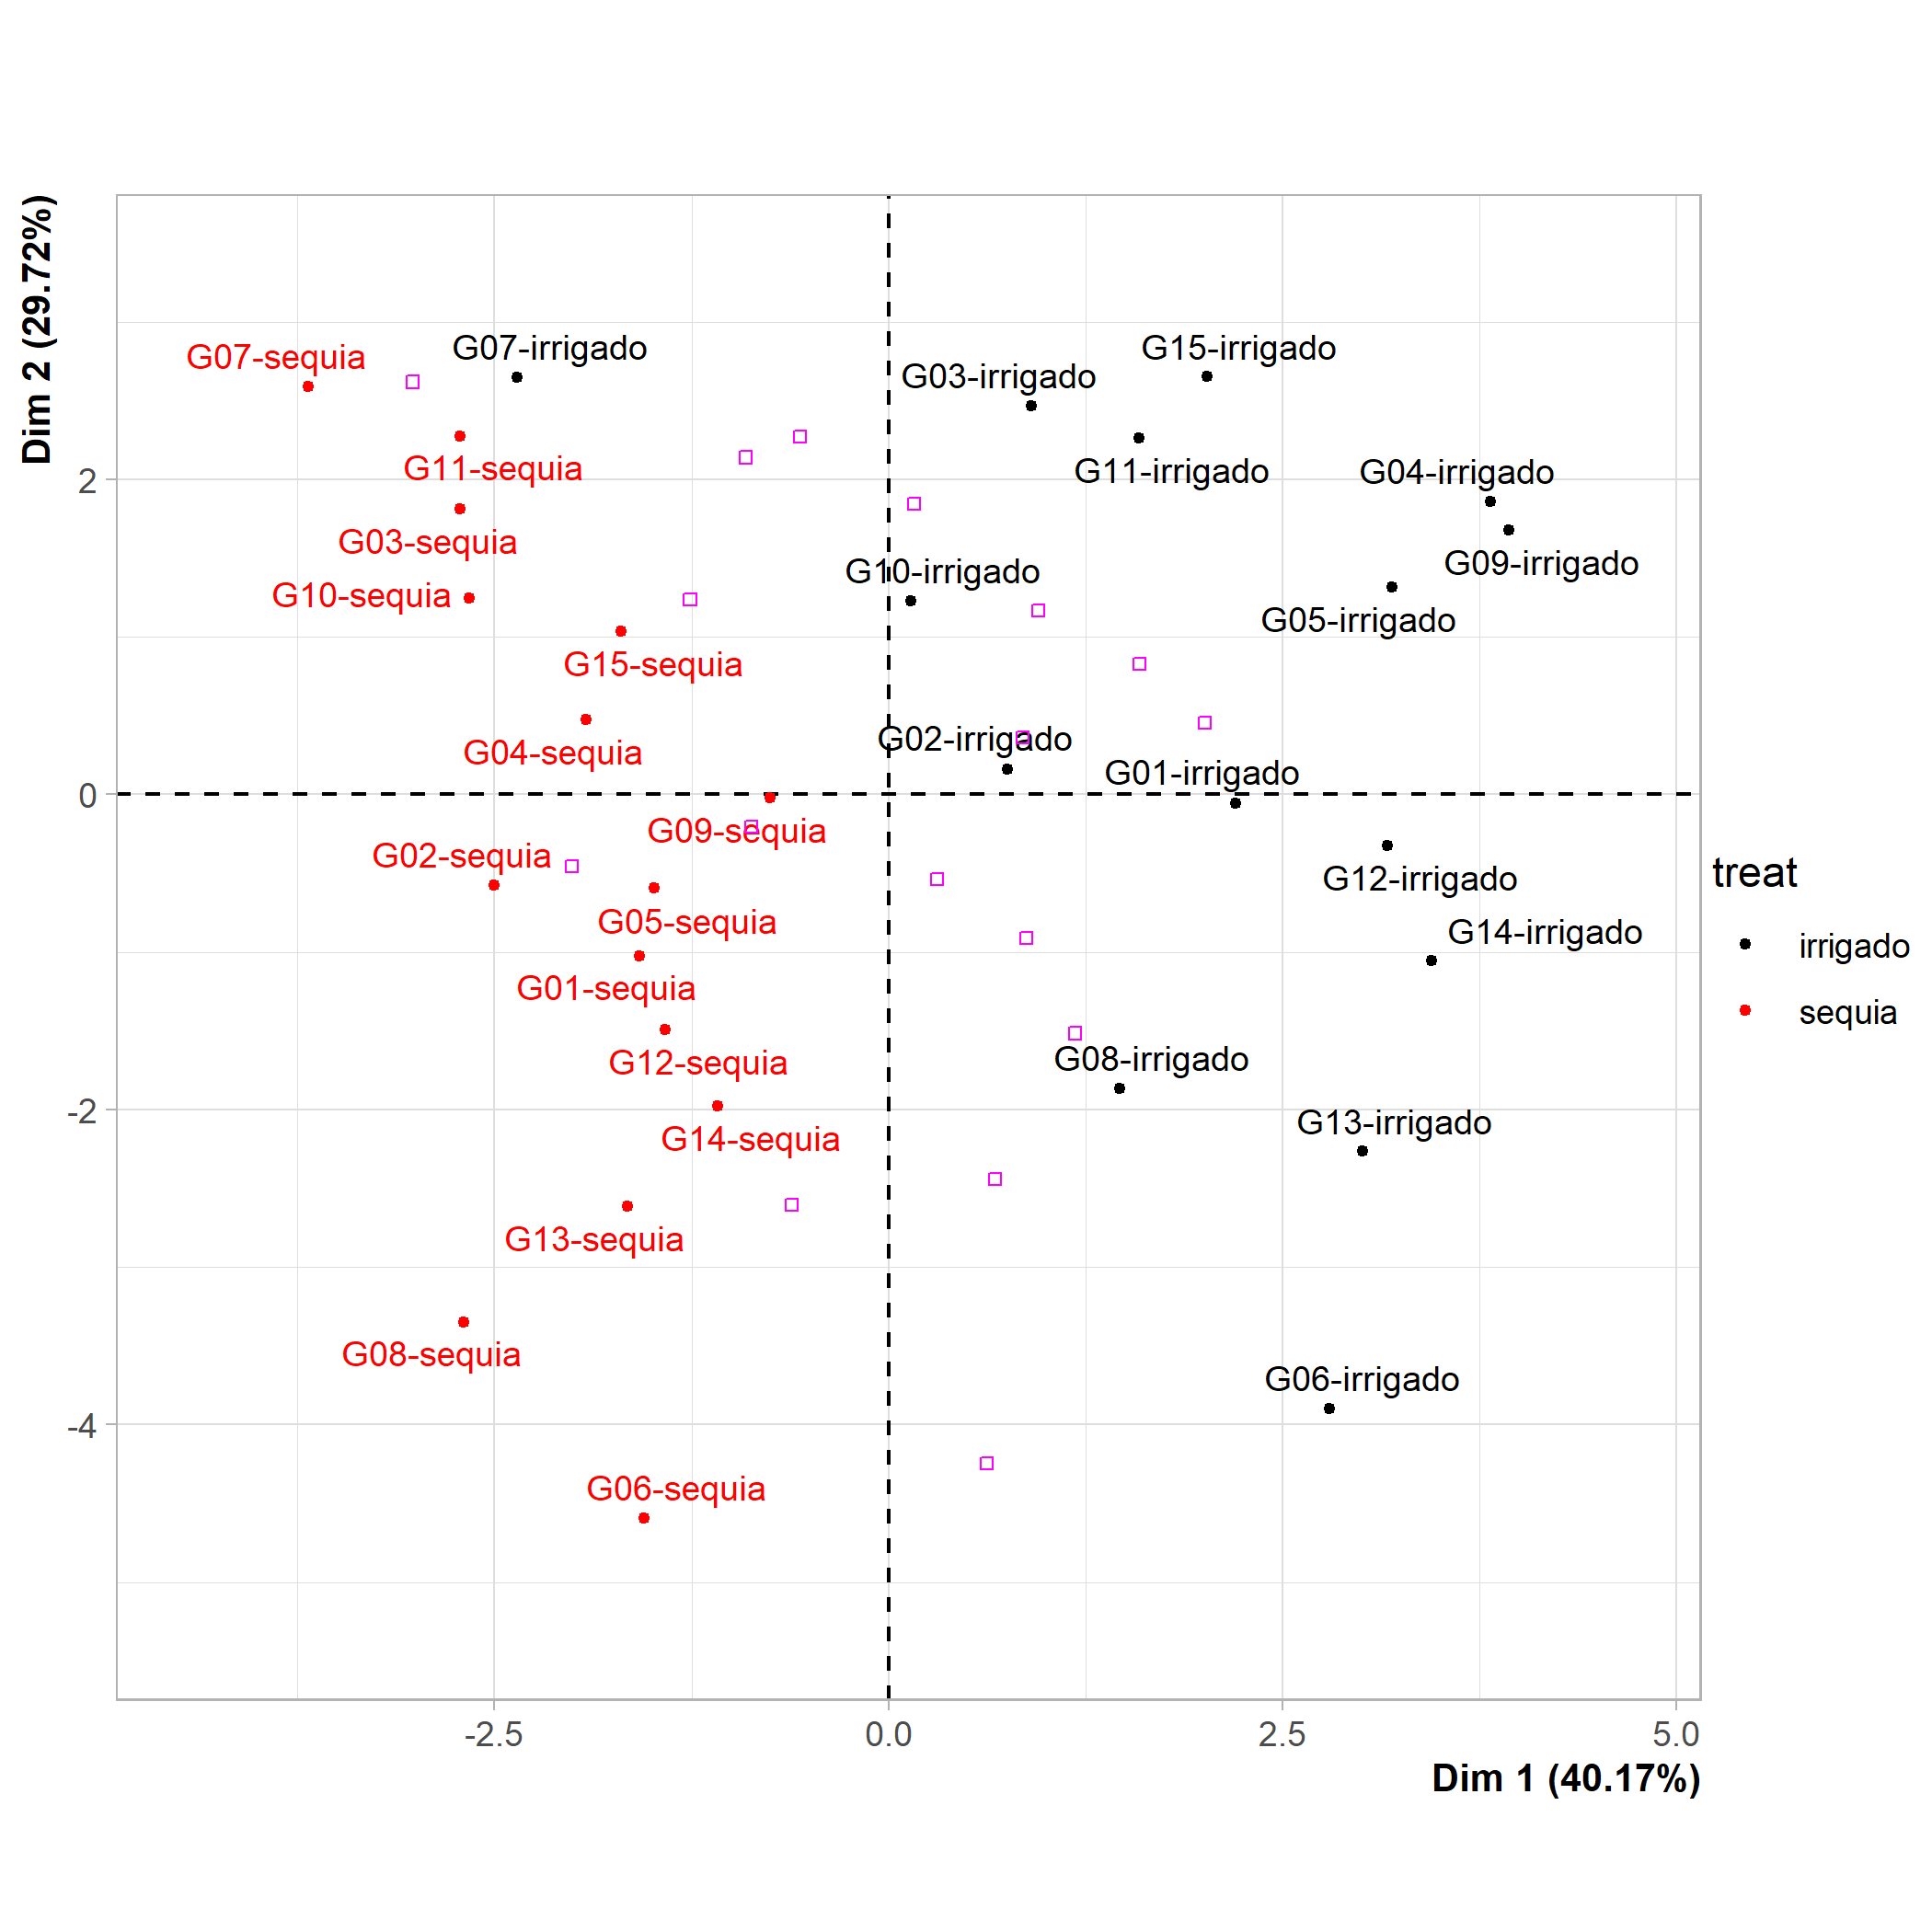 Dim 2 (29.72%)
G07-sequia
G07-irrigado
G15-irrigado
G03-irrigado
G11-sequia
G11-irrigado
G04-irrigado
2
G03-sequia
G09-irrigado
G10-irrigado
G10-sequia
G05-irrigado
G15-sequia
G02-irrigado
G04-sequia
G01-irrigado
0
G09-sequia
G02-sequia
G12-irrigado
treat
G05-sequia
G14-irrigado
irrigado
G01-sequia
sequia
G12-sequia
G08-irrigado
-2
G13-irrigado
G14-sequia
G13-sequia
G08-sequia
G06-irrigado
-4
G06-sequia
-2.5
0.0
2.5
5.0
Dim 1 (40.17%)